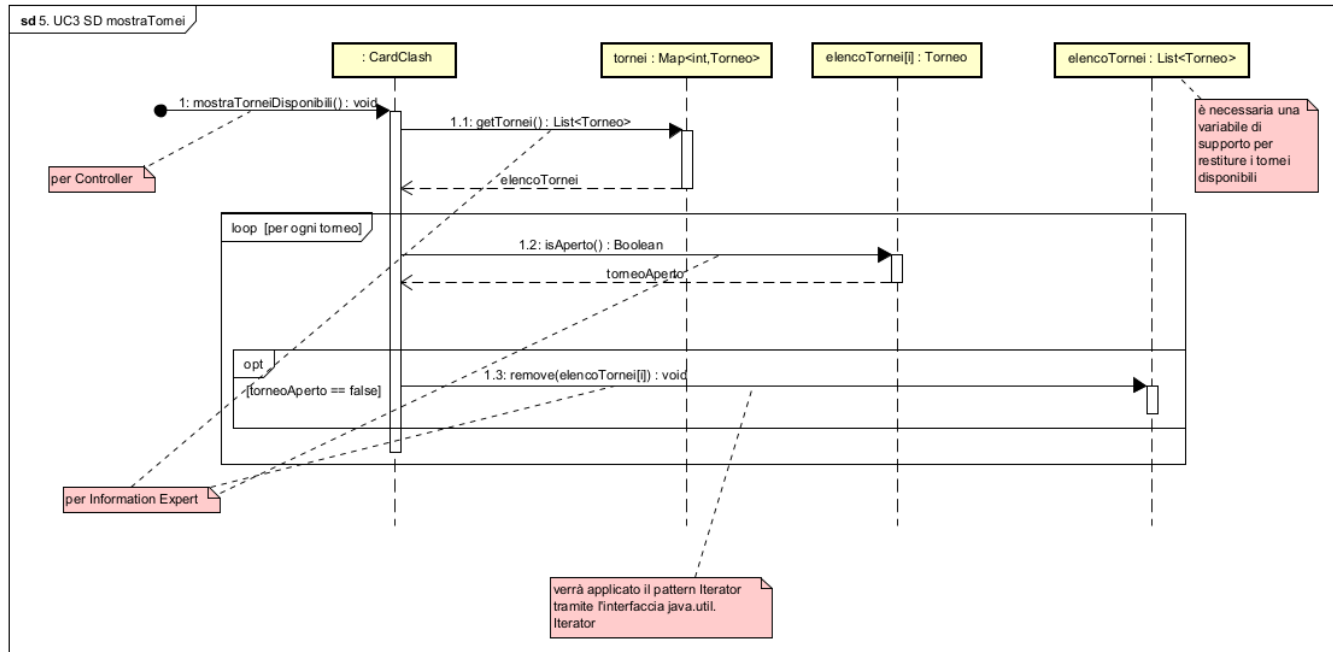 sd 5. UC3 SD mostraTornei
: CardClash
tornei : Map<int,Torneo>
elencoTornei[i] : Torneo
elencoTornei : List<Torneo>
1: mostraTorneiDisponibili() : void
è necessaria una
variabile di
supporto per
restiture i tornei
disponibili
1.1: getTornei() : List<Torneo>
per Controller
elencoTornei
loop [per ogni torneo]
1.2: isAperto() : Boolean
torneoAperto
opt
1.3: remove(elencoTornei[i]) : void
[torneoAperto == false]
per Information Expert
verrà applicato il pattern Iterator
tramite l'interfaccia java.util.
Iterator